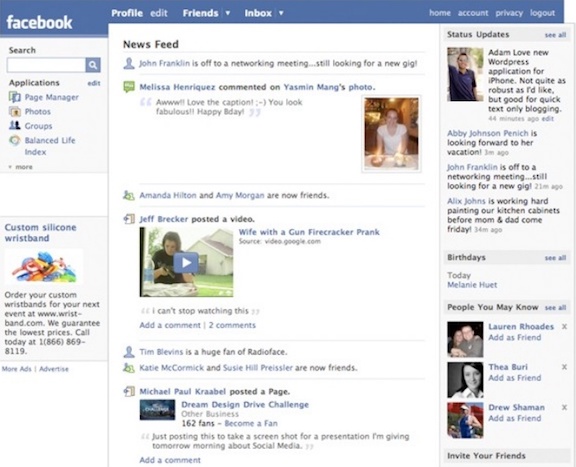 facebook
Profile edit Friends Inbox home account privacy logout
Search
Applications edit
Page Manager
Photos
Groups
Balanced Life
Index
more
Custom silicone
wristband
Order your custom
wristbands for your next
event at www.wrist-
band.com. We guarantee
the lowest prices. Call
today at 1(866) 869-
8119.
More Ads | Advertise
News Feed
John Franklin is off to a networking meeting...still looking for a new gig!
Melissa Henriquez commented on Yasmin Mang's photo.
Awww!! Love the caption! ;-) You look
fabulous!! Happy Bday!
Amanda Hilton and Amy Morgan are now friends.
Jeff Brecker posted a video.
Wife with a Gun Firecracker Prank
Source: video.google.com
i can't stop watching this
Add a comment | 2 comments
Tim Blevins is a huge fan of Radioface.
Katie McCormick and Susie Hill Preissler are now friends.
Michael Paul Kraabel posted a Page.
Dream Design Drive Challenge
Other Business
162 fans - Become a Fan
Just posting this to take a screen shot for a presentation I'm giving
tomorrow morning about Social Media.
Add a comment
Status Updates see all
Adam Love new
Wordpress
application for
iPhone. Not quite as
robust as I'd like,
but good for quick
text only blogging.
44 minutes ago edit
Abby Johnson Penich is
looking forward to her
vacation! 3m ago
John Franklin is off to a
networking meeting...still
looking for a new gig! 21m ago
Alix Johns is working hard
painting our kitchen cabinets
before mom & dad come
friday! 34m ago
Birthdays see all
Today
Melanie Huet
People You May Know see all
Lauren Rhoades x
Add as Friend
Thea Buri x
Add as Friend
Drew Shaman x
Add as Friend
Invite Your Friends